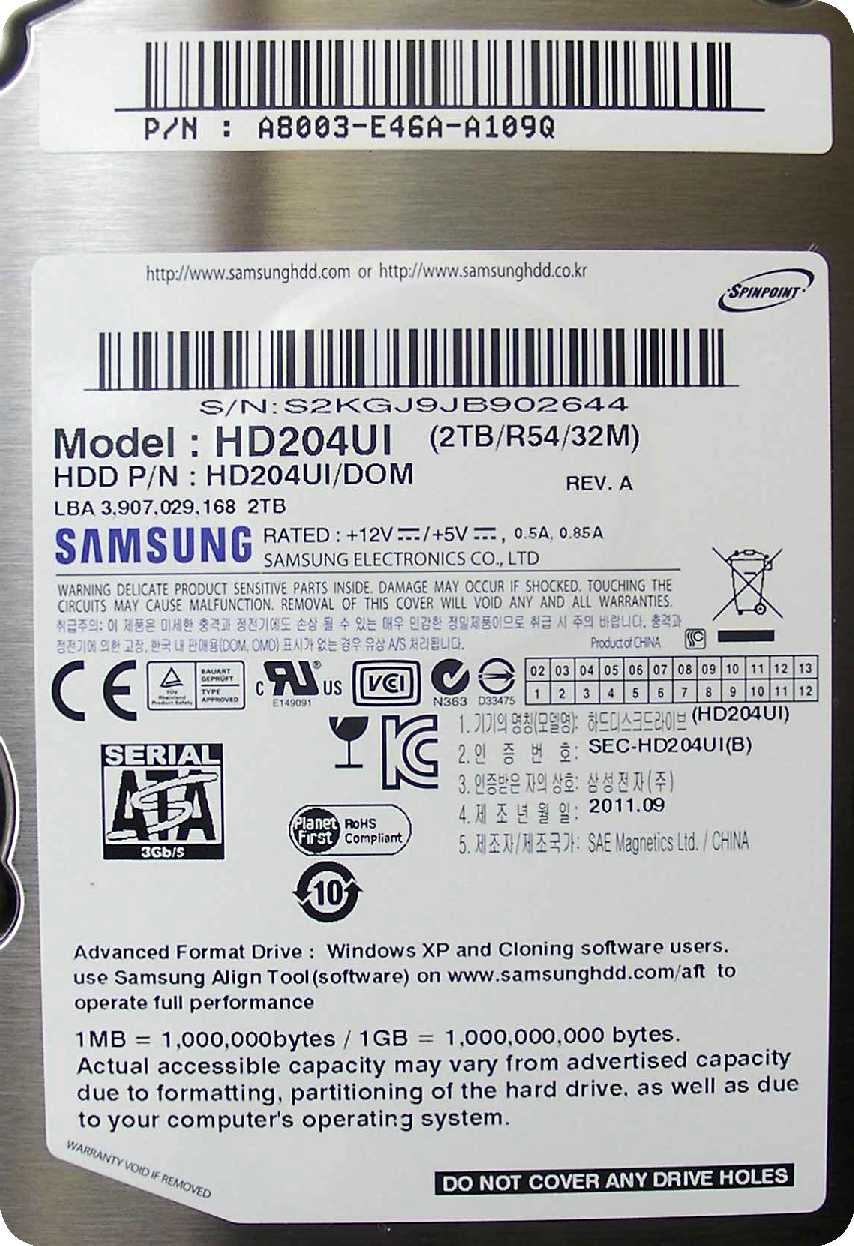 P/N : A8003-E46A-A109Q
http://www.samsunghdd.com or http://www.samsunghdd.co.kr
SPINPOINT
S/N:S2KGJ9JB902644
Model : HD204UI (2TB/R54/32M)
HDD P/N : HD204UI/DOM REV. A
LBA 3,907,029,168 2TB
SAMSUNG RATED : +12V /+5V , 0.5A, 0.85A
SAMSUNG ELECTRONICS CO., LTD
WARNING DELICATE PRODUCT SENSITIVE PARTS INSIDE. DAMAGE MAY OCCUR IF SHOCKED. TOUCHING THE
CIRCUITS MAY CAUSE MALFUNCTION. REMOVAL OF THIS COVER WILL VOID ANY AND ALL WARRANTIES.
취급주의: 이 제품은 미세한 충격과 정전기에도 손상 될 수 있는 매우 민감한 정밀제품이므로 취급 시 주의 바랍니다. 충격과
정전기에 의한 고장, 한국 내 판매용(DOM, OMD) 표시가 없는 경우 유상 A/S 처리됩니다. Product of CHINA
CE TÜV Rheinland Product Safety BAUART GEPRÜFT TYPE APPROVED
c RU ® US E149091
VCI
N363 D33475
02 03 04 05 06 07 08 09 10 11 12 13
1 2 3 4 5 6 7 8 9 10 11 12
1. 기기의 명칭(모델명): 하드디스크드라이브 (HD204UI)
2. 인 증 번 호: SEC-HD204UI(B)
3. 인증받은 자의 상호: 삼성전자(주)
4. 제 조 년 월 일: 2011.09
5. 제조자/제조국가: SAE Magnetics Ltd. / CHINA
SERIAL
ATA
3Gb/s
Planet First RoHS Compliant
10
Advanced Format Drive : Windows XP and Cloning software users.
use Samsung Align Tool(software) on www.samsunghdd.com/aft to
operate full performance
1MB = 1,000,000bytes / 1GB = 1,000,000,000 bytes.
Actual accessible capacity may vary from advertised capacity
due to formatting, partitioning of the hard drive, as well as due
to your computer's operating system.
WARRANTY VOID IF REMOVED
DO NOT COVER ANY DRIVE HOLES